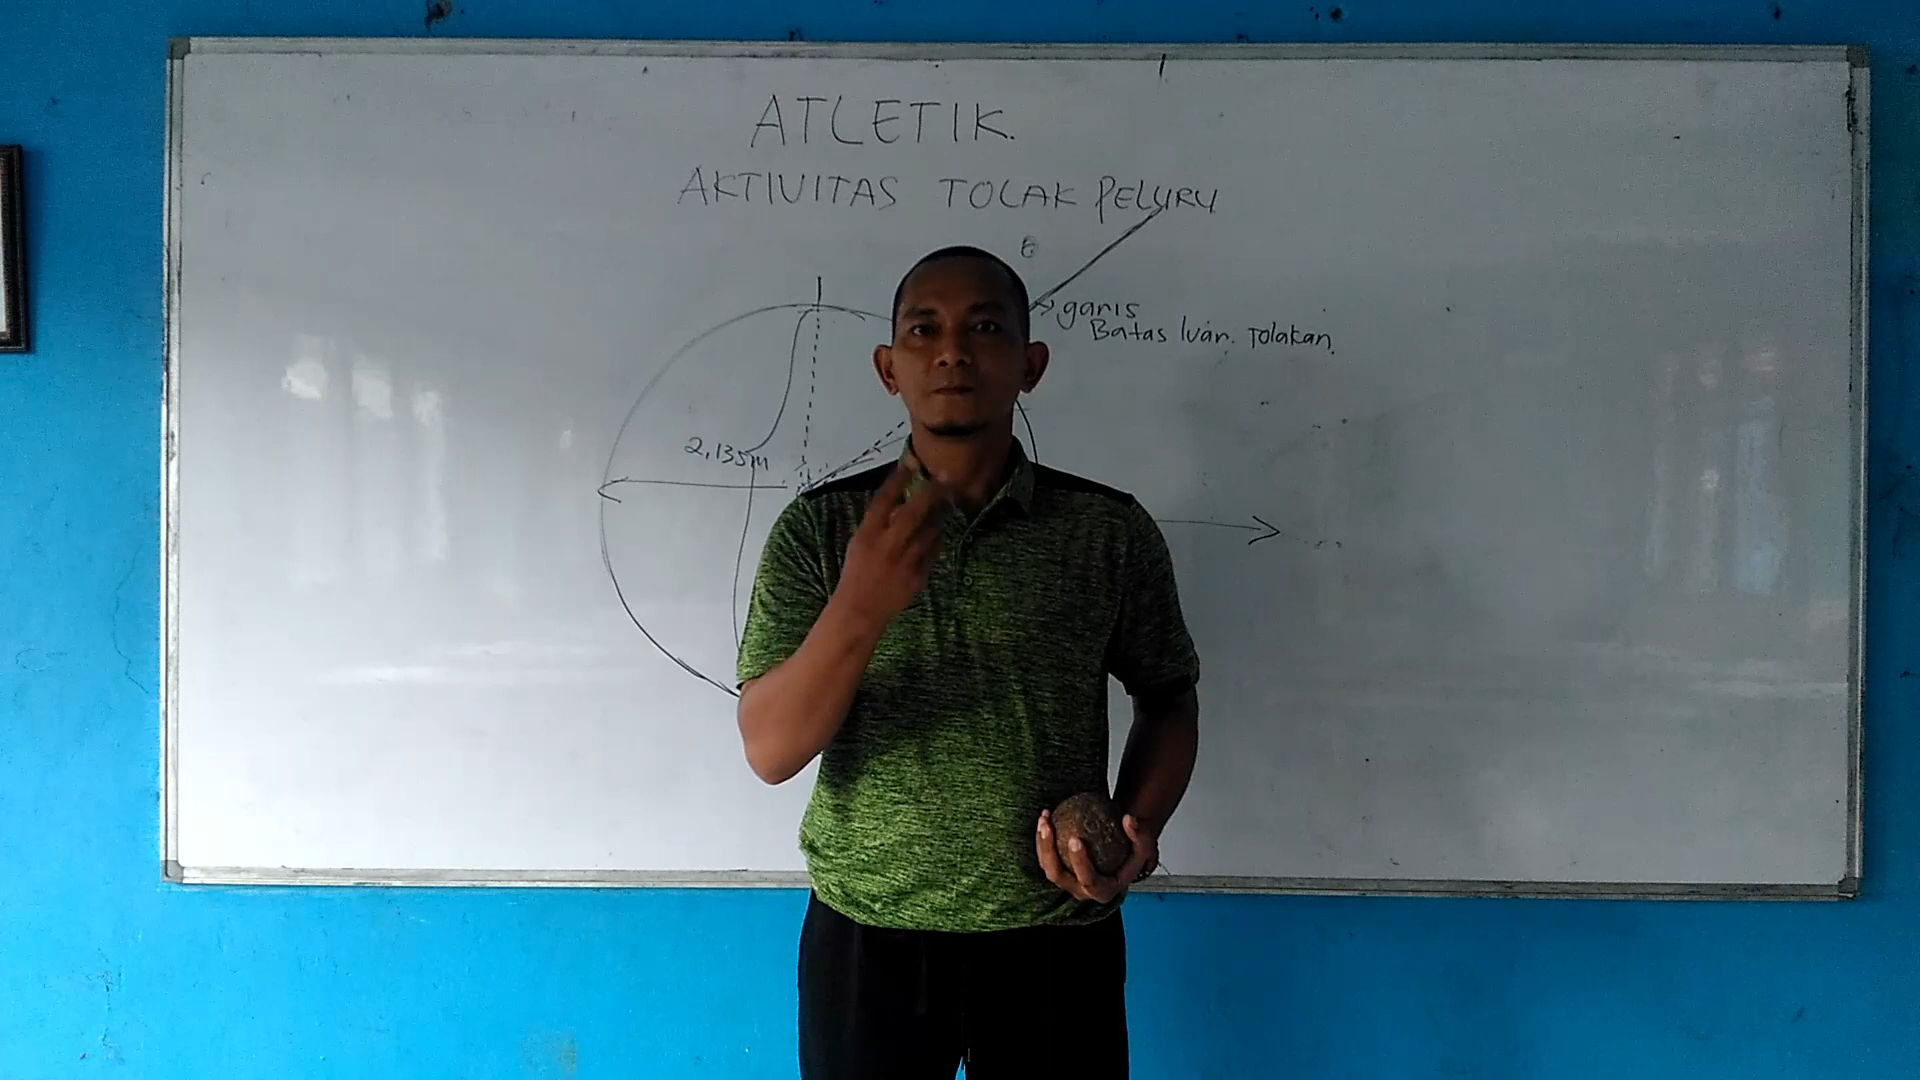 ATLETIK.
AKTIVITAS TOLAK PELURU
garis
Batas luar. Tolakan.
2,135m